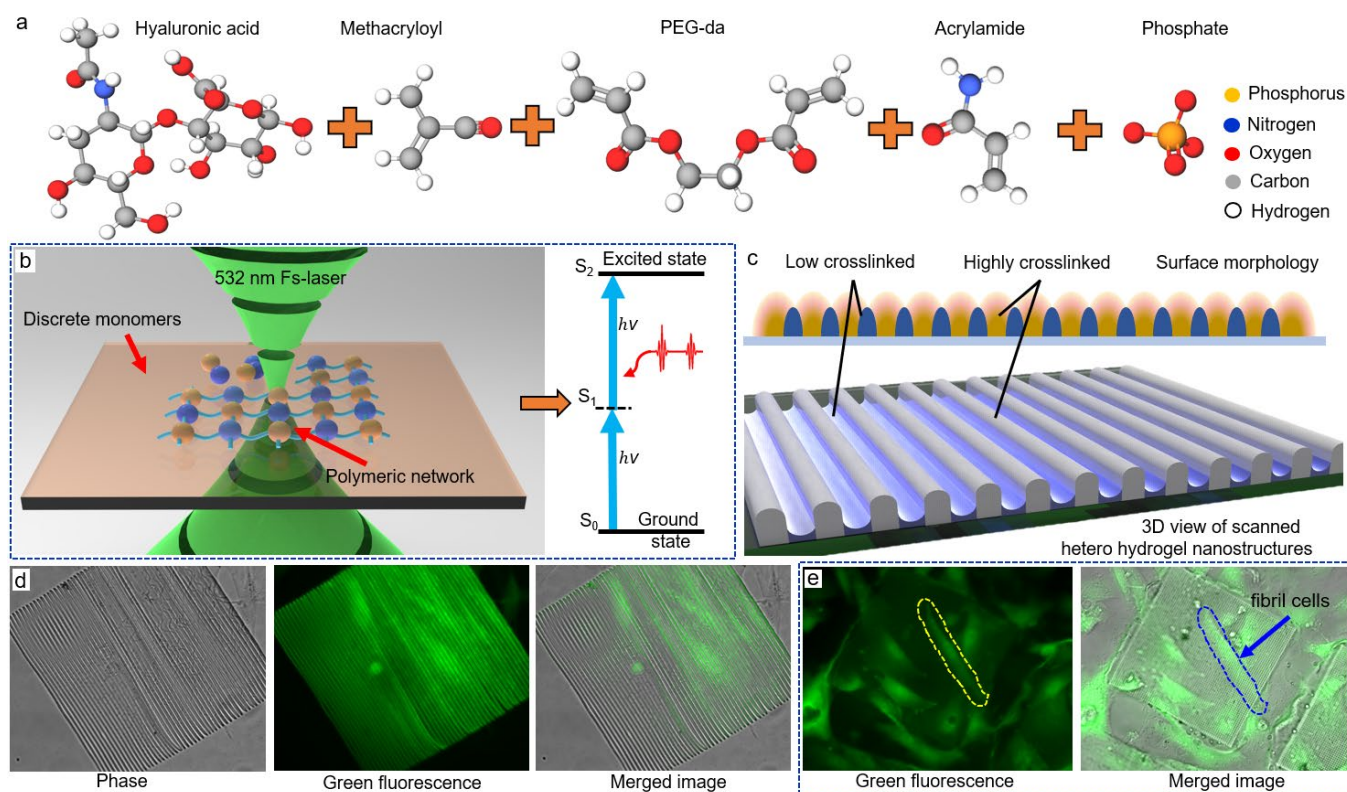 a
Hyaluronic acid
Methacryloyl
PEG-da
Acrylamide
Phosphate
Phosphorus
Nitrogen
Oxygen
Carbon
Hydrogen
b
532 nm Fs-laser
Discrete monomers
Polymeric network
S2
Excited state
hν
S1
hν
S0
Ground
state
c
Low crosslinked
Highly crosslinked
Surface morphology
3D view of scanned
hetero hydrogel nanostructures
d
Phase
Green fluorescence
Merged image
e
fibril cells
Green fluorescence
Merged image